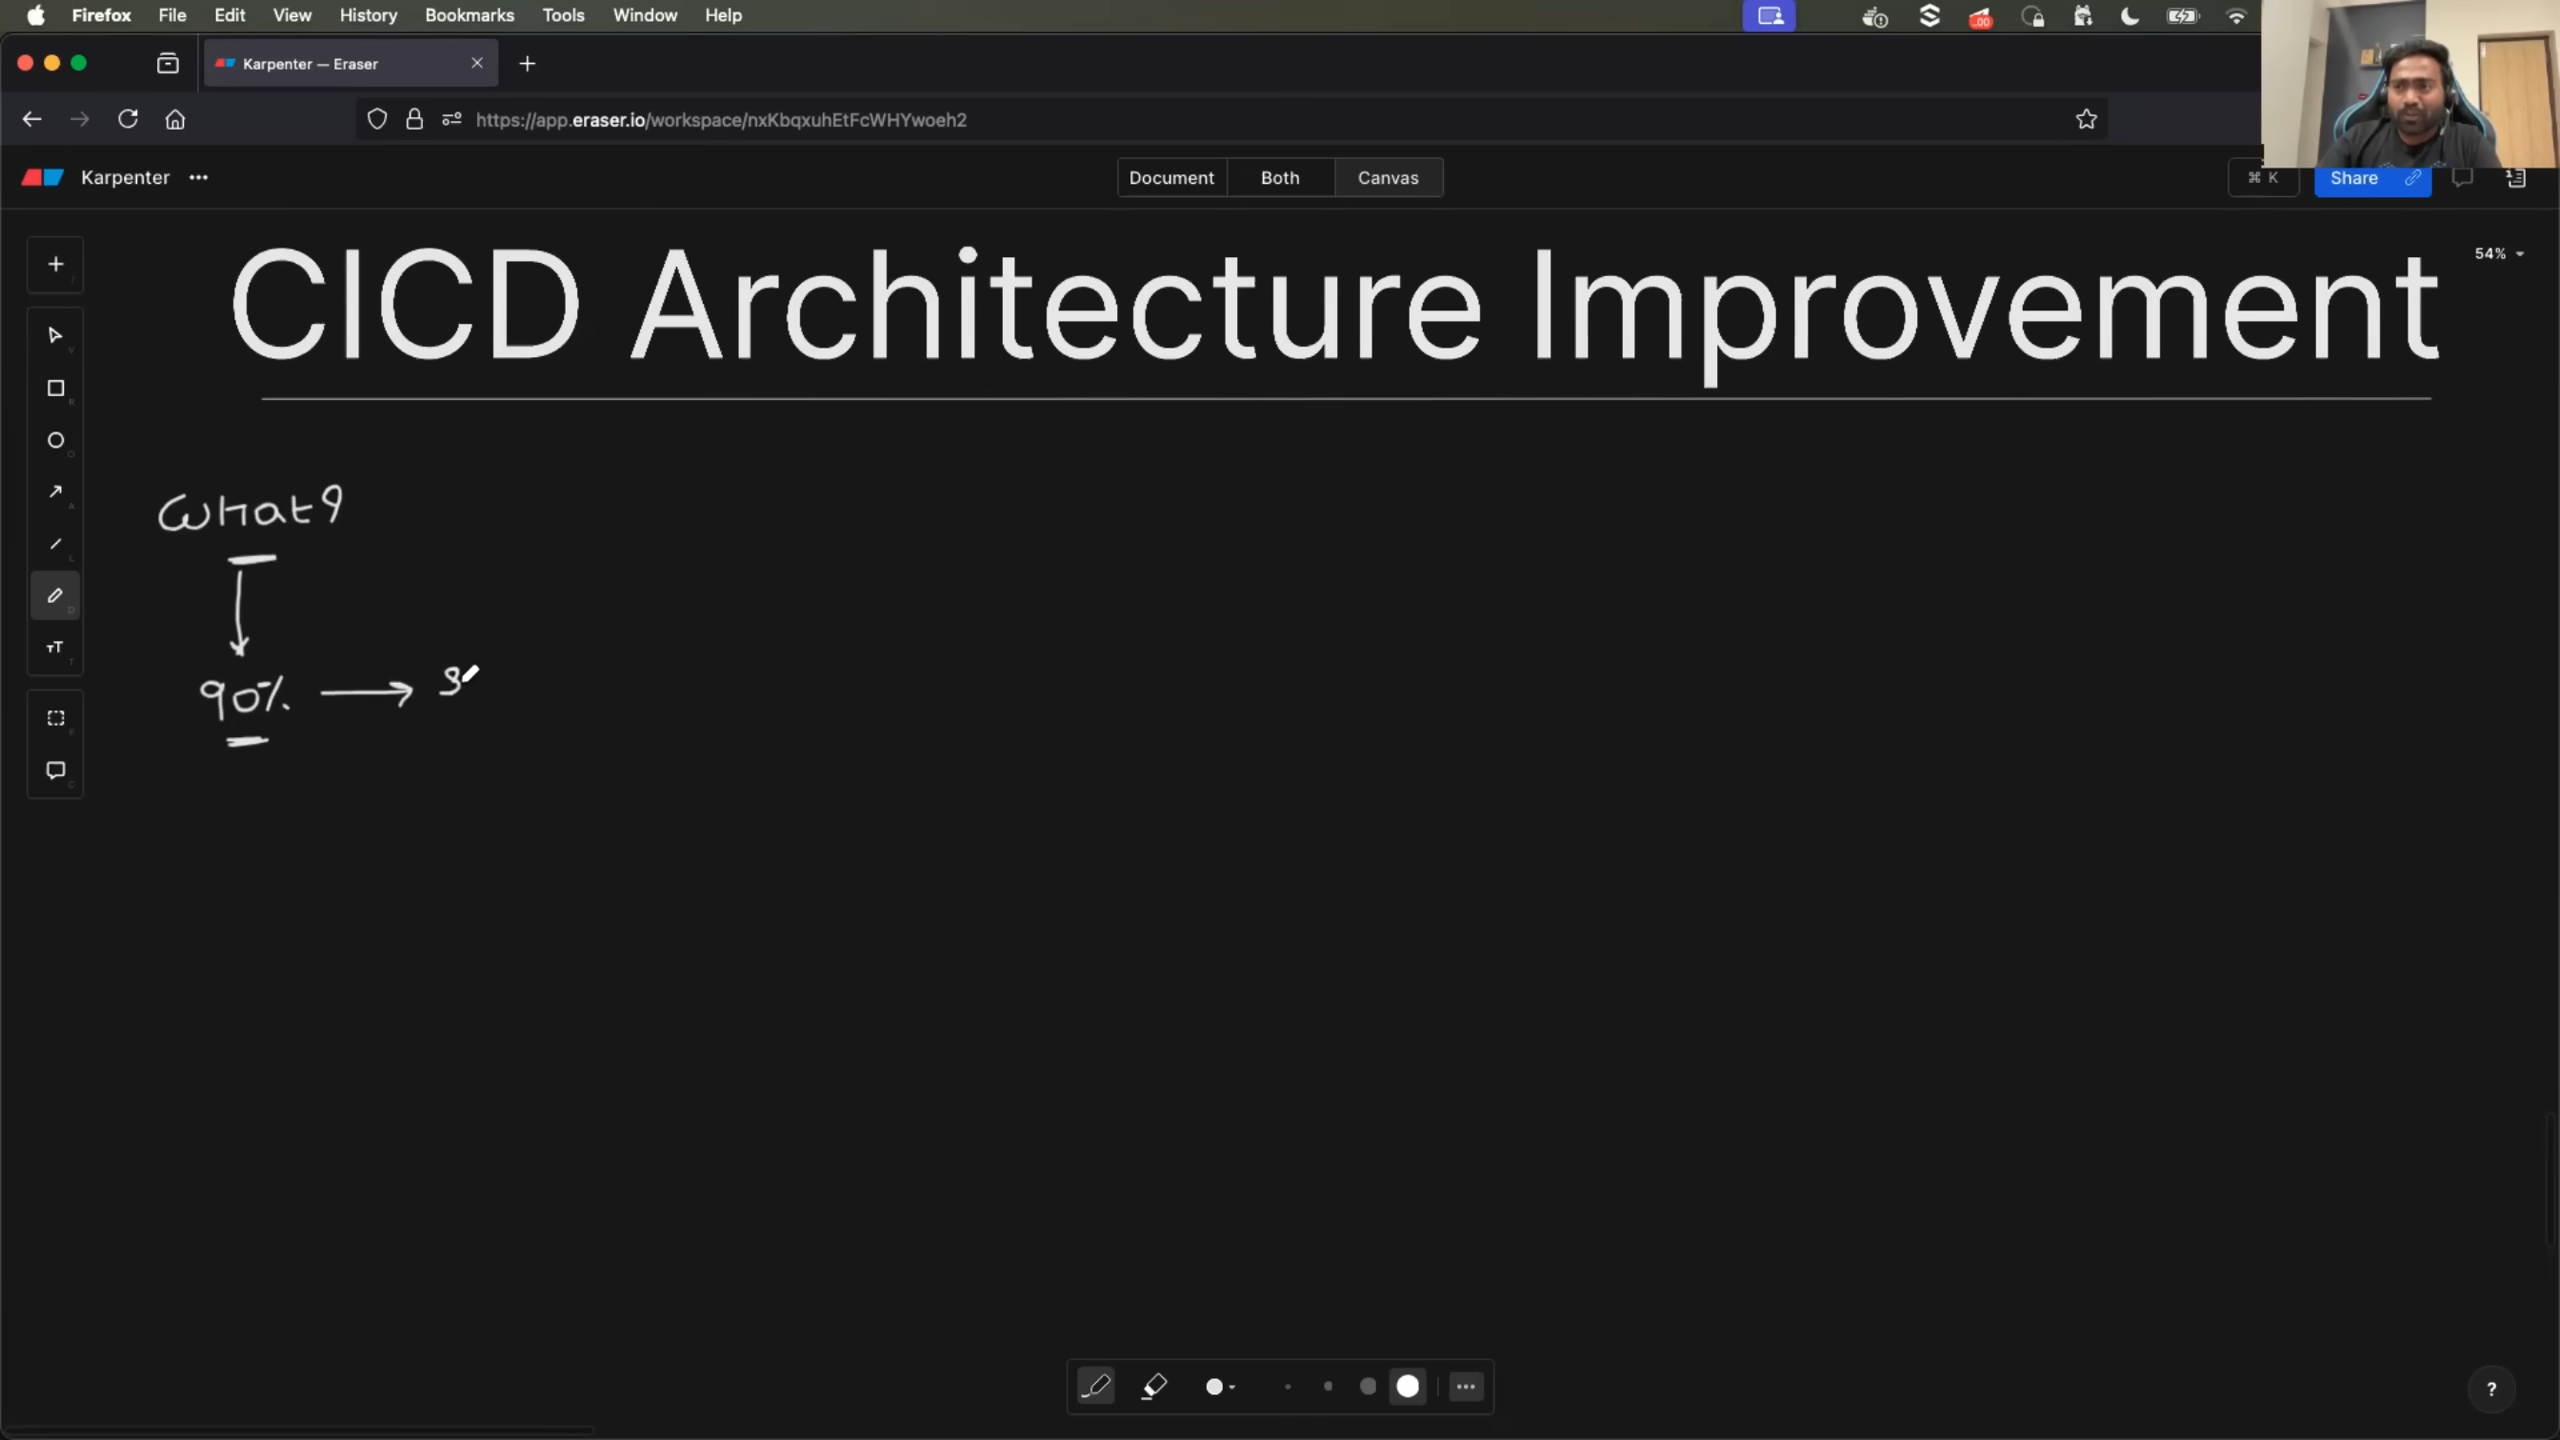 Firefox File Edit View History Bookmarks Tools Window Help
Karpenter — Eraser
https://app.eraser.io/workspace/nxKbqxuhEtFcWHYwoeh2
Karpenter ...
Document Both Canvas
⌘ K
Share
CICD Architecture Improvement
54%
What?
90% → 
?